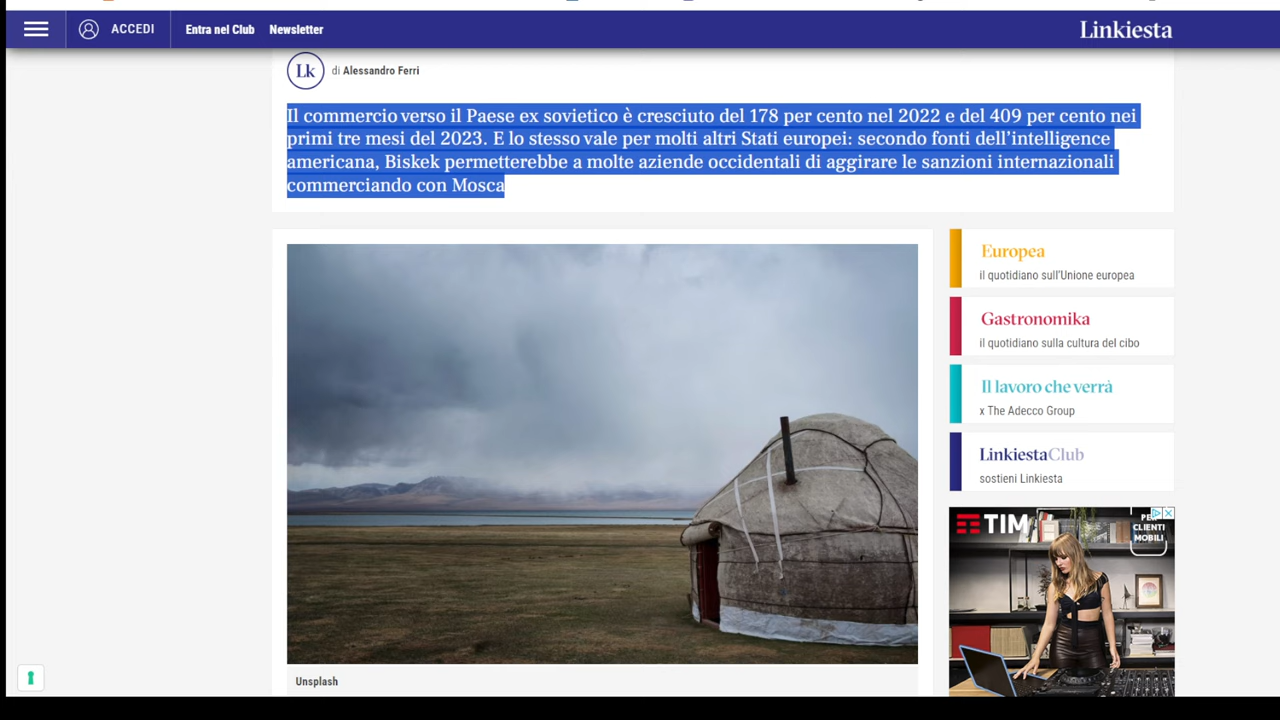 ACCEDI
Entra nel Club
Newsletter
Linkiesta
Lk
di Alessandro Ferri
Il commercio verso il Paese ex sovietico è cresciuto del 178 per cento nel 2022 e del 409 per cento nei
primi tre mesi del 2023. E lo stesso vale per molti altri Stati europei: secondo fonti dell’intelligence
americana, Biskek permetterebbe a molte aziende occidentali di aggirare le sanzioni internazionali
commerciando con Mosca
Unsplash
Europea
il quotidiano sull’Unione europea
Gastronomika
il quotidiano sulla cultura del cibo
Il lavoro che verrà
x The Adecco Group
LinkiestaClub
sostieni Linkiesta
TIM
PER
CLIENTI
MOBILI